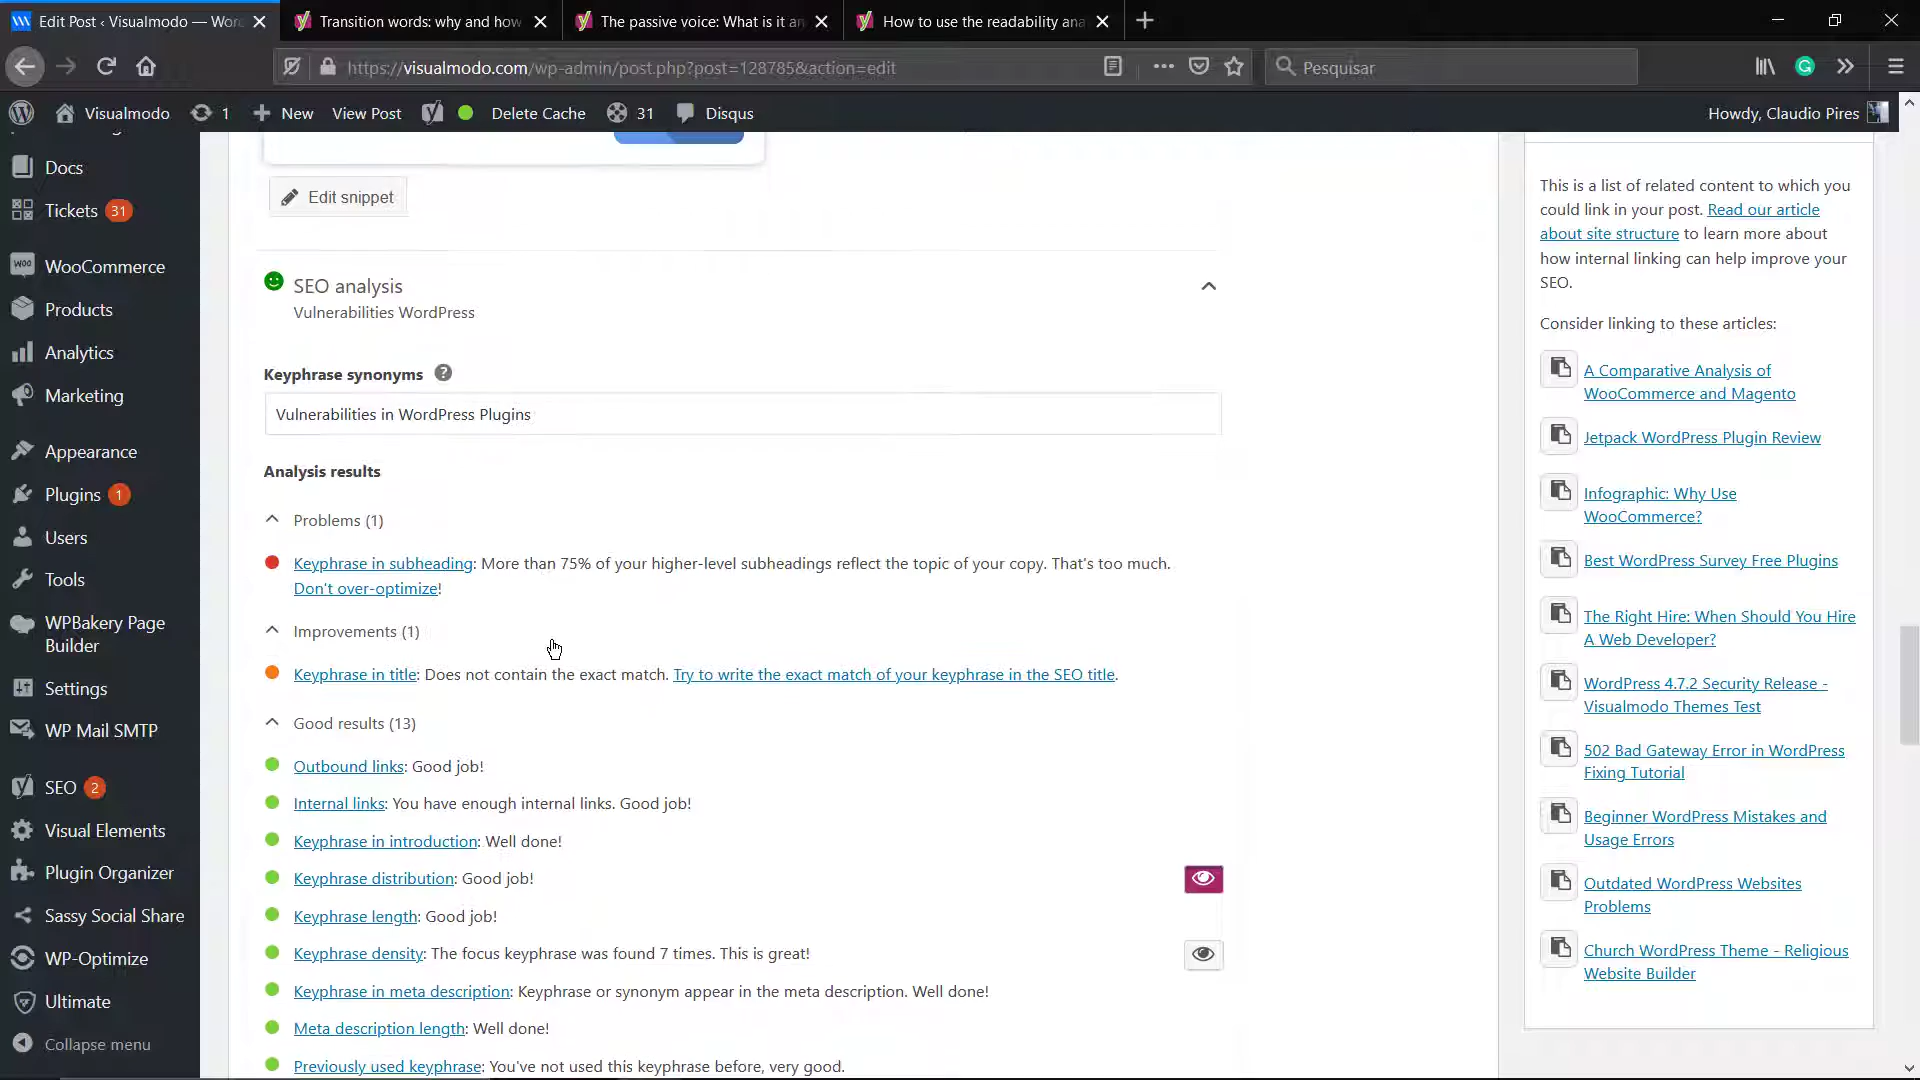 Edit Post ‹ Visualmodo — Wor
Transition words: why and how
The passive voice: What is it an
How to use the readability ana
https://visualmodo.com/wp-admin/post.php?post=128785&action=edit
Pesquisar
Visualmodo
1
New
View Post
Delete Cache
31
Disqus
Howdy, Claudio Pires
Docs
Tickets 31
WooCommerce
Products
Analytics
Marketing
Appearance
Plugins 1
Users
Tools
WPBakery Page
Builder
Settings
WP Mail SMTP
SEO 2
Visual Elements
Plugin Organizer
Sassy Social Share
WP-Optimize
Ultimate
Collapse menu
Edit snippet
SEO analysis
Vulnerabilities WordPress
Keyphrase synonyms ?
Vulnerabilities in WordPress Plugins
Analysis results
Problems (1)
Keyphrase in subheading: More than 75% of your higher-level subheadings reflect the topic of your copy. That's too much.
Don't over-optimize!
Improvements (1)
Keyphrase in title: Does not contain the exact match. Try to write the exact match of your keyphrase in the SEO title.
Good results (13)
Outbound links: Good job!
Internal links: You have enough internal links. Good job!
Keyphrase in introduction: Well done!
Keyphrase distribution: Good job!
Keyphrase length: Good job!
Keyphrase density: The focus keyphrase was found 7 times. This is great!
Keyphrase in meta description: Keyphrase or synonym appear in the meta description. Well done!
Meta description length: Well done!
Previously used keyphrase: You've not used this keyphrase before, very good.
This is a list of related content to which you
could link in your post. Read our article
about site structure to learn more about
how internal linking can help improve your
SEO.
Consider linking to these articles:
A Comparative Analysis of
WooCommerce and Magento
Jetpack WordPress Plugin Review
Infographic: Why Use
WooCommerce?
Best WordPress Survey Free Plugins
The Right Hire: When Should You Hire
A Web Developer?
WordPress 4.7.2 Security Release -
Visualmodo Themes Test
502 Bad Gateway Error in WordPress
Fixing Tutorial
Beginner WordPress Mistakes and
Usage Errors
Outdated WordPress Websites
Problems
Church WordPress Theme - Religious
Website Builder